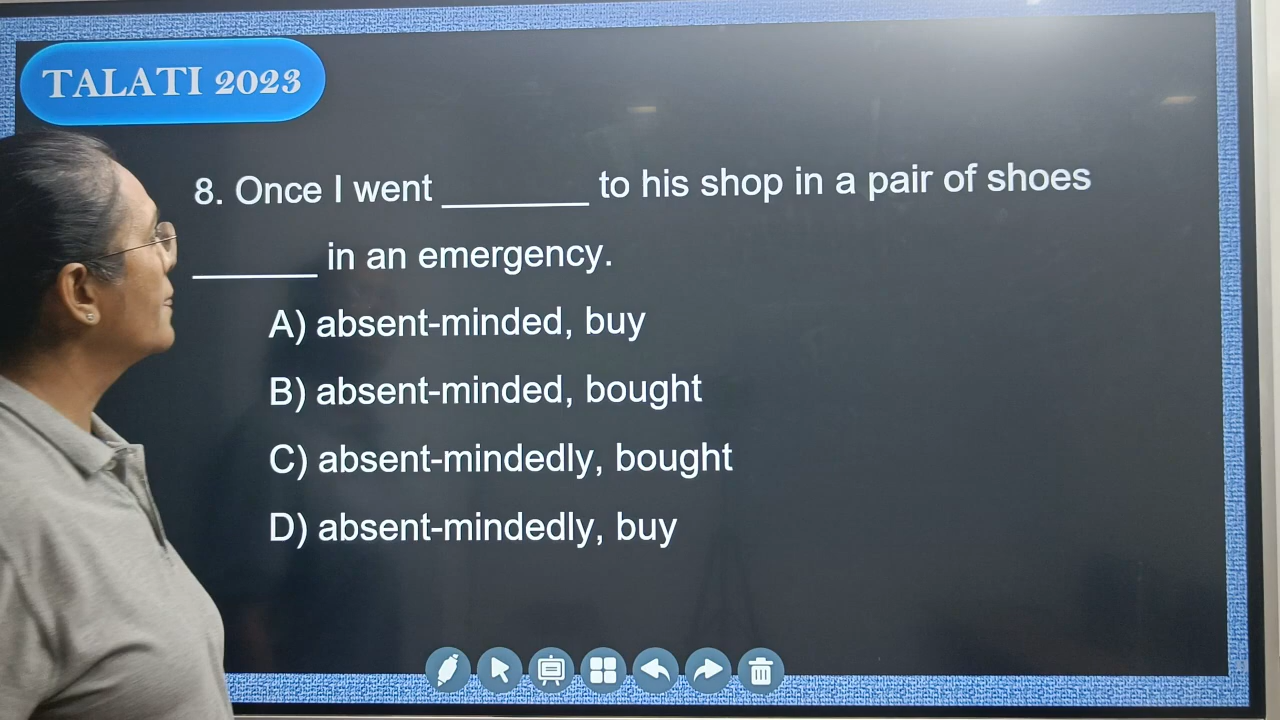 TALATI 2023
8. Once I went _______ to his shop in a pair of shoes
______ in an emergency.
A) absent-minded, buy
B) absent-minded, bought
C) absent-mindedly, bought
D) absent-mindedly, buy